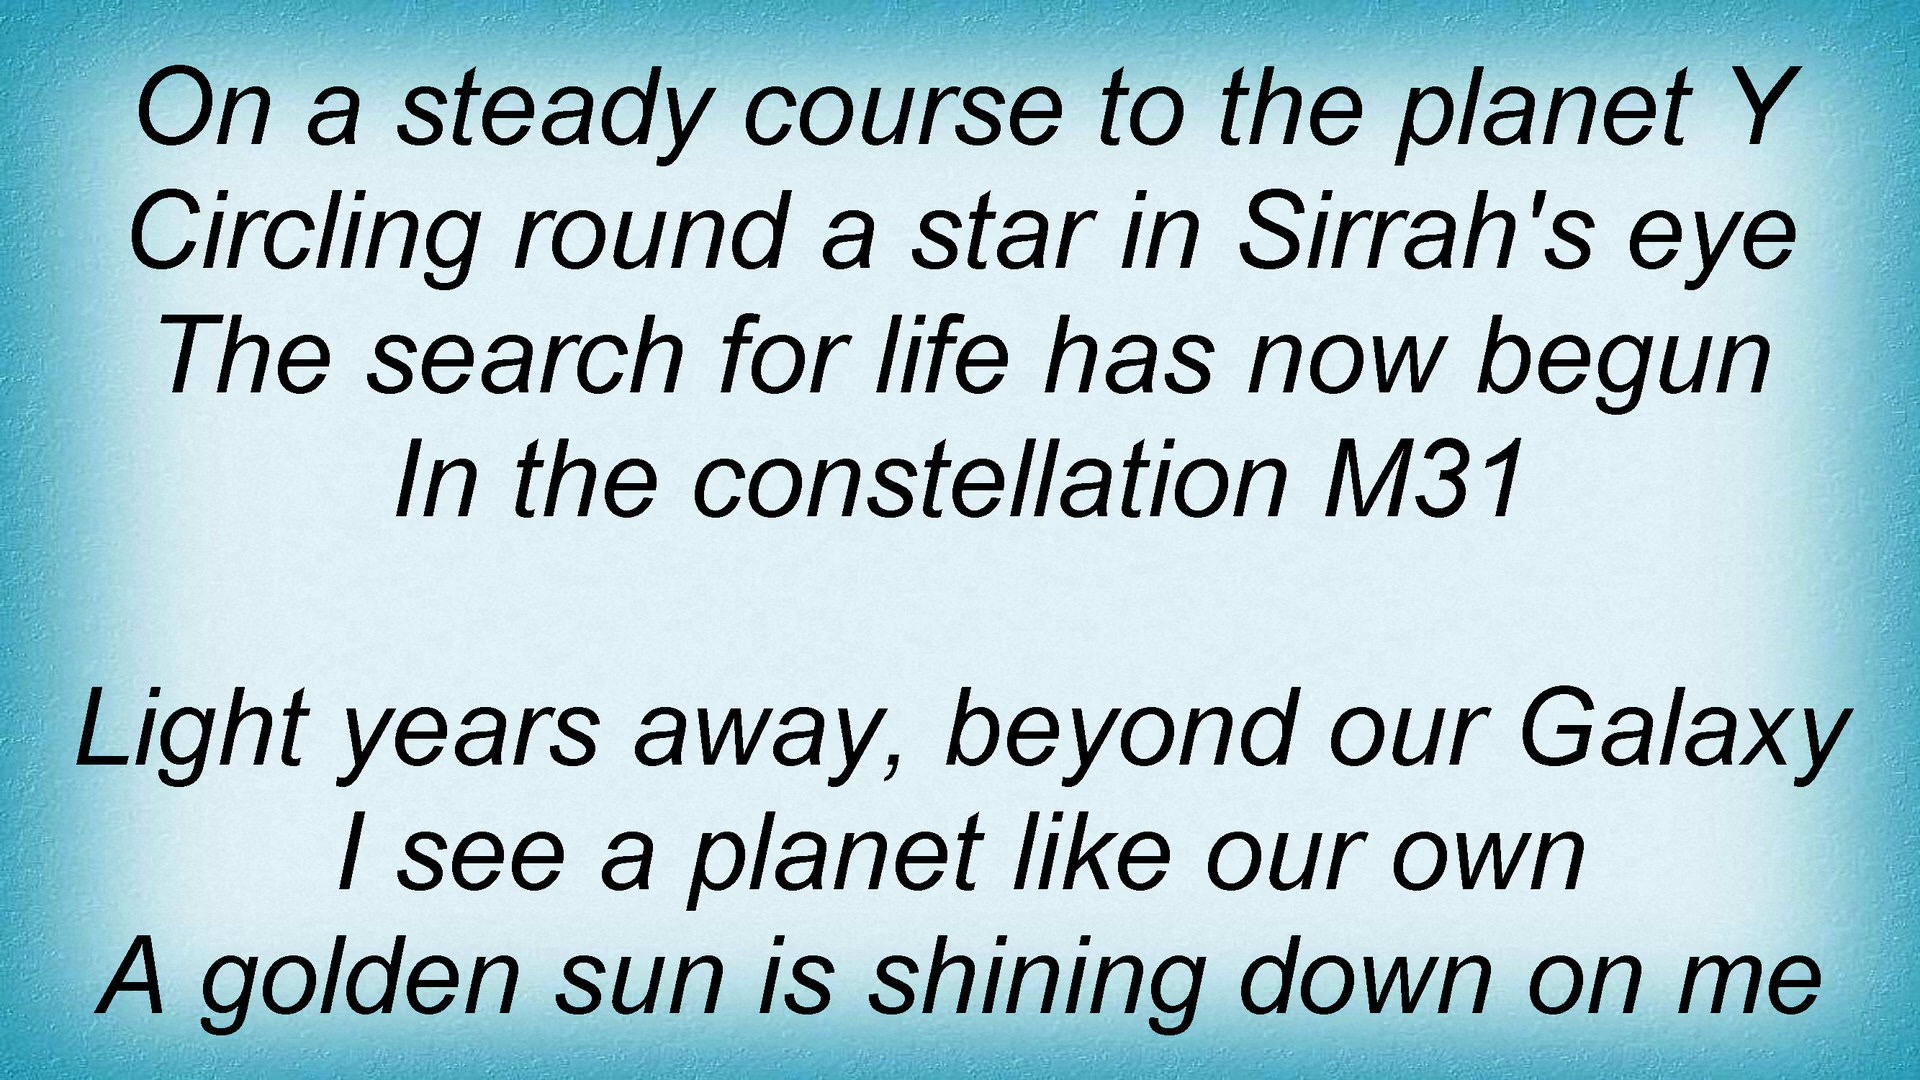 On a steady course to the planet Y
Circling round a star in Sirrah's eye
The search for life has now begun
In the constellation M31
Light years away, beyond our Galaxy
I see a planet like our own
A golden sun is shining down on me